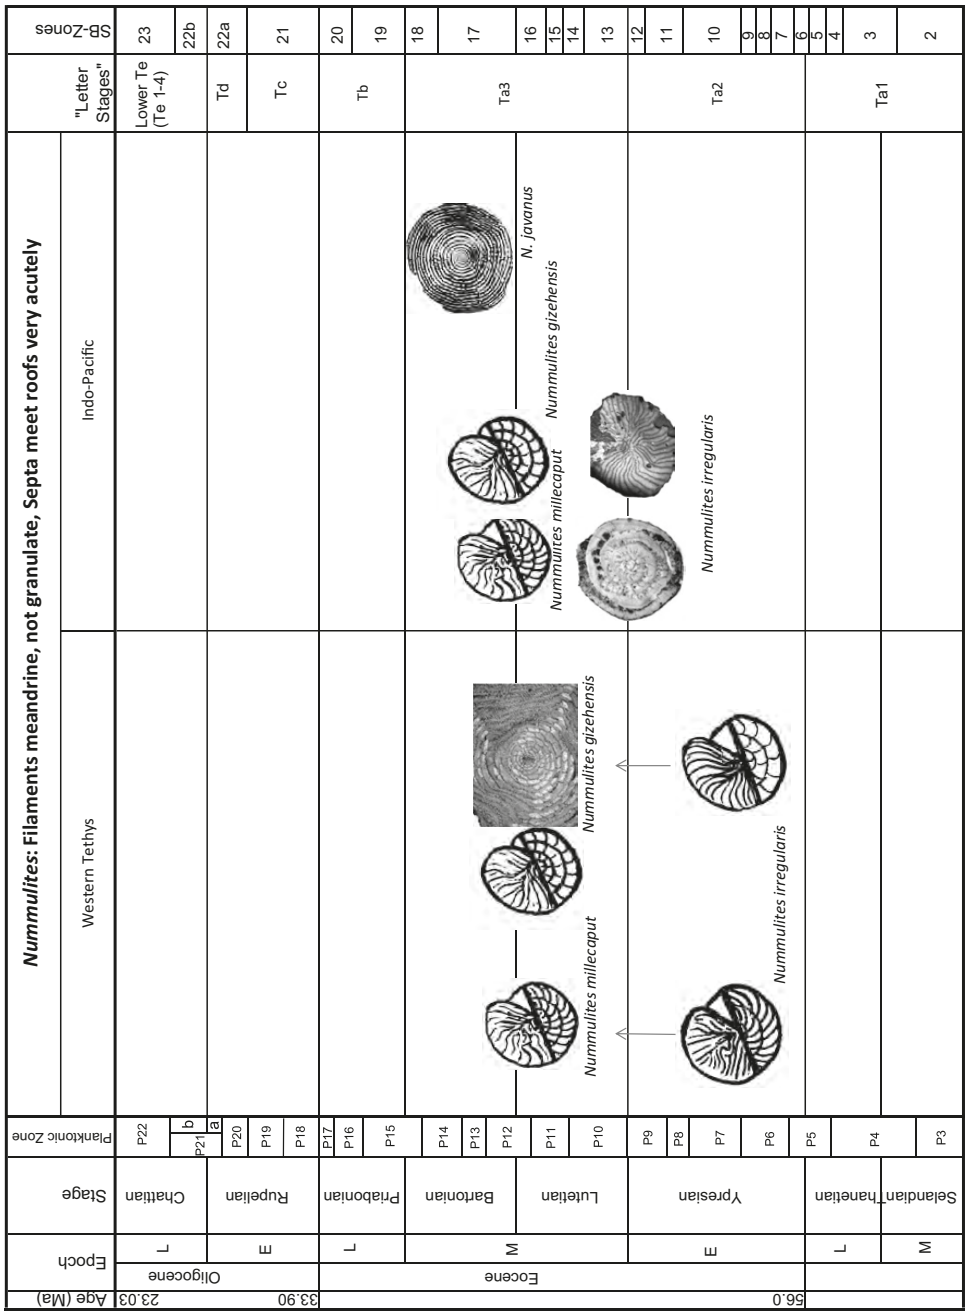 Nummulites: Filaments meandrine, not granulate, Septa meet roofs very acutely
Age (Ma)
Epoch
Stage
Planktonic Zone
Western Tethys
Indo-Pacific
"Letter
Stages"
SB-Zones
23.03
33.90
56.0
Oligocene
Eocene
L
E
L
M
E
L
M
Chattian
Rupelian
Priabonian
Bartonian
Lutetian
Ypresian
Thanetian
Selandian
P22
P21
b
a
P20
P19
P18
P17
P16
P15
P14
P13
P12
P11
P10
P9
P8
P7
P6
P5
P4
P3
Nummulites millecaput
Nummulites gizehensis
Nummulites irregularis
Nummulites millecaput
Nummulites gizehensis
N. javanus
Nummulites irregularis
Lower Te
(Te 1-4)
Td
Tc
Tb
Ta3
Ta2
Ta1
23
22b
22a
21
20
19
18
17
16
15
14
13
12
11
10
9
8
7
6
5
4
3
2